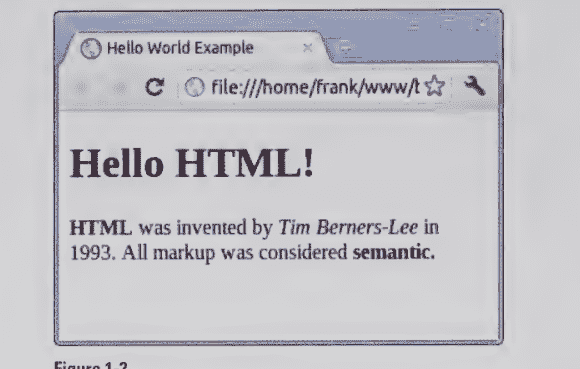 Hello World Example
file:///home/frank/www/t
Hello HTML!
HTML was invented by Tim Berners-Lee in
1993. All markup was considered semantic.
Figure 1-2